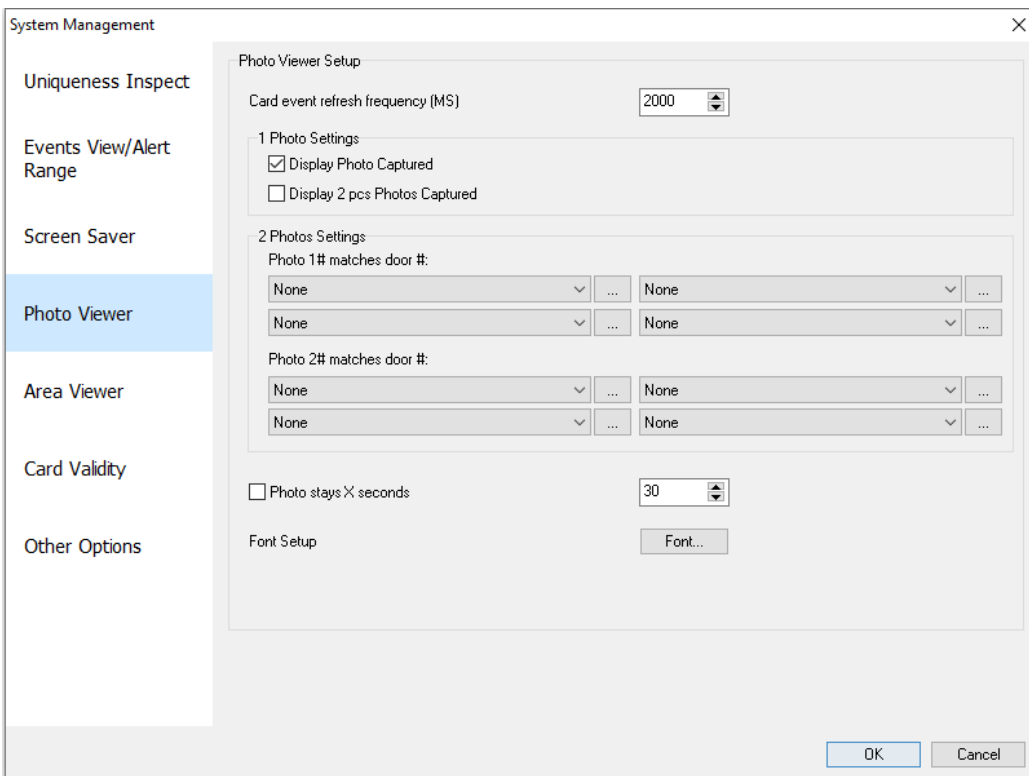 System Management
Uniqueness Inspect
Events View/Alert
Range
Screen Saver
Photo Viewer
Area Viewer
Card Validity
Other Options
Photo Viewer Setup
Card event refresh frequency (MS) 2000
1 Photo Settings
Display Photo Captured
Display 2 pcs Photos Captured
2 Photos Settings
Photo 1# matches door #:
None ... None ...
None ... None ...
Photo 2# matches door #:
None ... None ...
None ... None ...
Photo stays X seconds 30
Font Setup Font...
OK Cancel